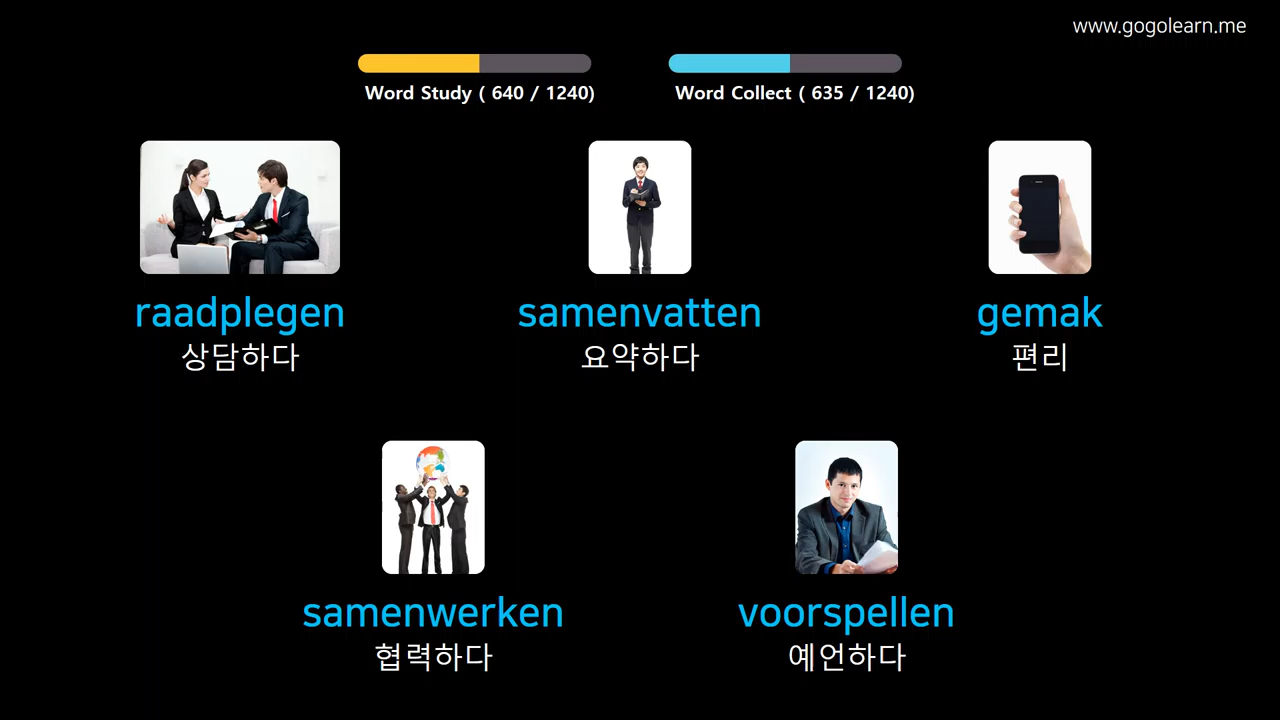 www.gogolearn.me
Word Study ( 640 / 1240)
Word Collect ( 635 / 1240)
raadplegen
상담하다
samenvatten
요약하다
gemak
편리
samenwerken
협력하다
voorspellen
예언하다